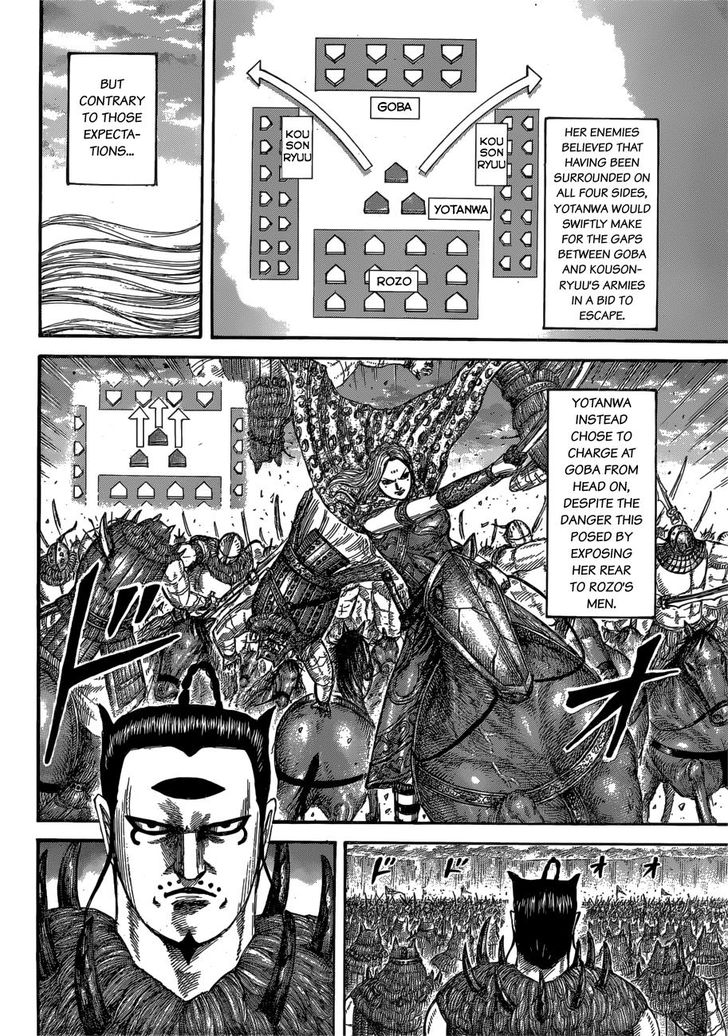 GOBA
KOU
SON
RYUU
KOU
SON
RYUU
YOTANWA
ROZO
HER ENEMIES
BELIEVED THAT
HAVING BEEN
SURROUNDED ON
ALL FOUR SIDES,
YOTANWA WOULD
SWIFTLY MAKE
FOR THE GAPS
BETWEEN GOBA
AND KOUSON-
RYUU'S ARMIES
IN A BID TO
ESCAPE.
BUT
CONTRARY
TO THOSE
EXPECTA-
TIONS...
YOTANWA
INSTEAD
CHOSE TO
CHARGE AT
GOBA FROM
HEAD ON,
DESPITE THE
DANGER THIS
POSED BY
EXPOSING
HER REAR
TO ROZO'S
MEN.
オ
ド
ド ド オ オ